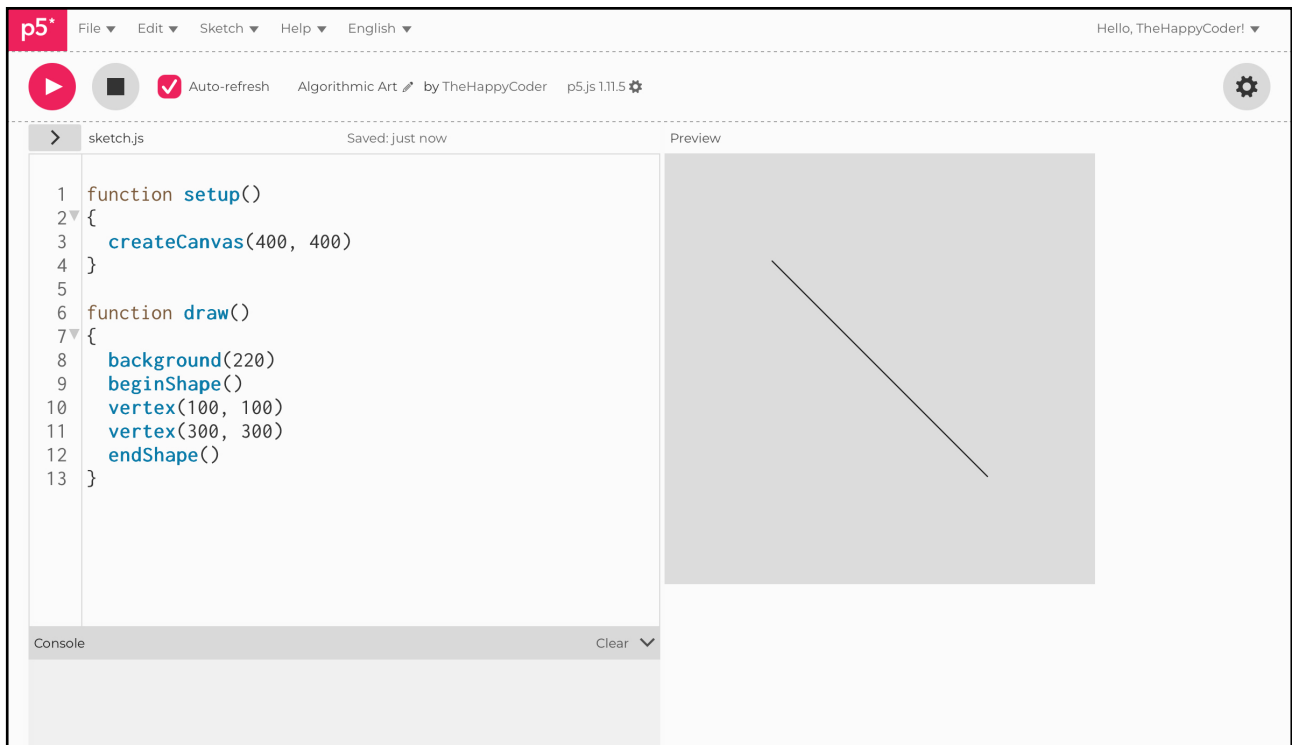 p5* File Edit Sketch Help English Hello, TheHappyCoder!
Auto-refresh Algorithmic Art by TheHappyCoder p5.js 1.11.5
sketch.js Saved: just now Preview
1 function setup()
2 {
3 createCanvas(400, 400)
4 }
5
6 function draw()
7 {
8 background(220)
9 beginShape()
10 vertex(100, 100)
11 vertex(300, 300)
12 endShape()
13 }
Console Clear